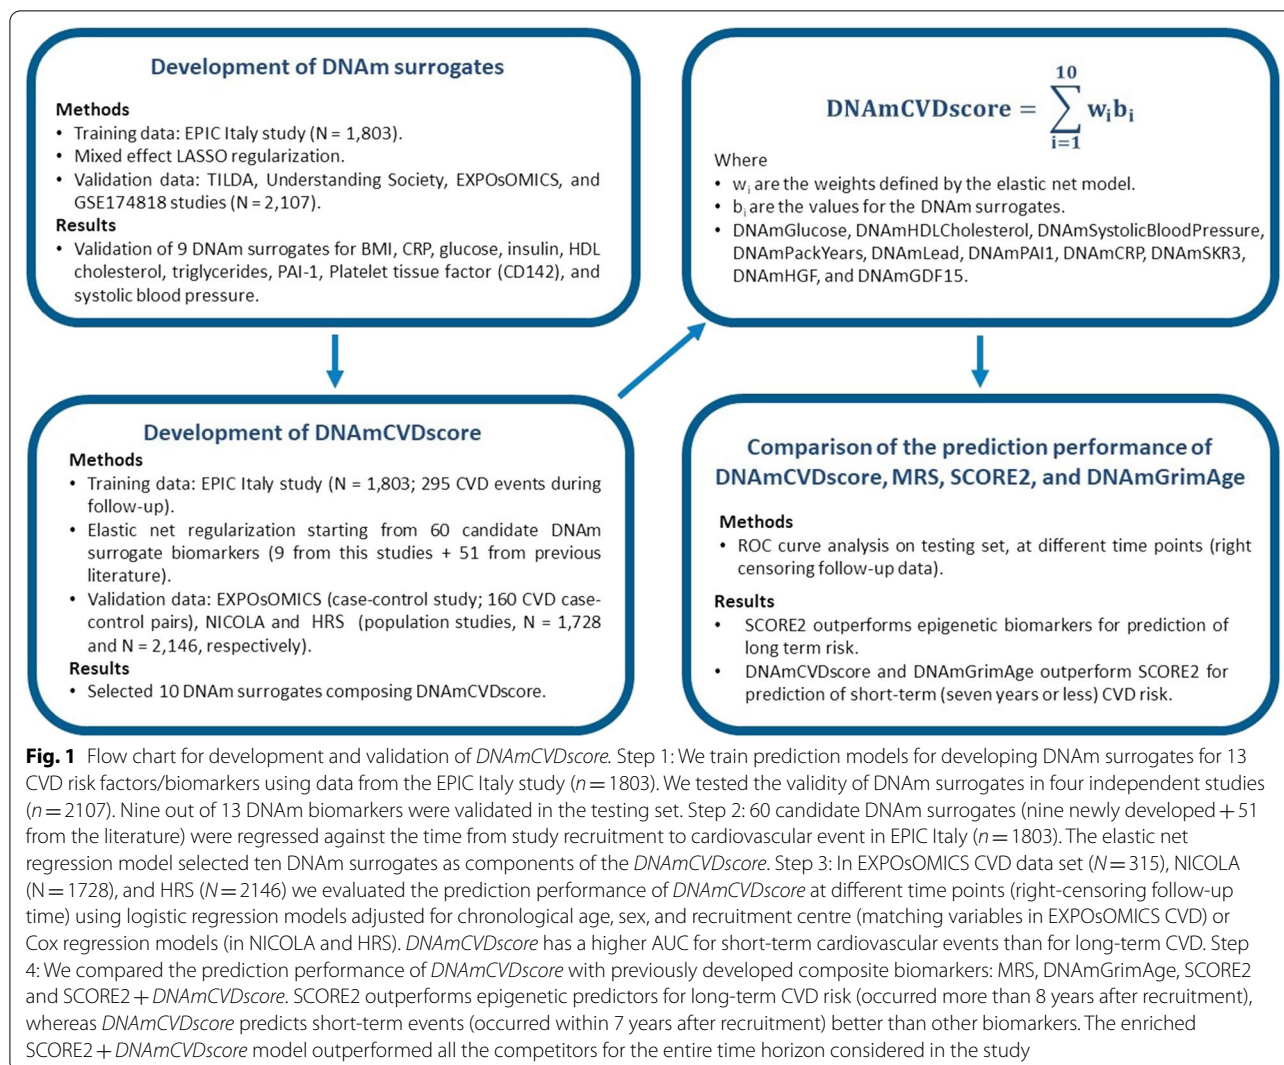 Development of DNAm surrogates
Methods
• Training data: EPIC Italy study (N = 1,803).
• Mixed effect LASSO regularization.
• Validation data: TILDA, Understanding Society, EXPOsOMICS, and
GSE174818 studies (N = 2,107).
Results
• Validation of 9 DNAm surrogates for BMI, CRP, glucose, insulin, HDL
cholesterol, triglycerides, PAI-1, Platelet tissue factor (CD142), and
systolic blood pressure.
Development of DNAmCVDscore
Methods
• Training data: EPIC Italy study (N = 1,803; 295 CVD events during
follow-up).
• Elastic net regularization starting from 60 candidate DNAm
surrogate biomarkers (9 from this studies + 51 from previous
literature).
• Validation data: EXPOsOMICS (case-control study; 160 CVD case-
control pairs), NICOLA and HRS (population studies, N = 1,728
and N = 2,146, respectively).
Results
• Selected 10 DNAm surrogates composing DNAmCVDscore.
10
DNAmCVDscore = ∑ wᵢbᵢ
i=1
Where
• wᵢ are the weights defined by the elastic net model.
• bᵢ are the values for the DNAm surrogates.
• DNAmGlucose, DNAmHDLCholesterol, DNAmSystolicBloodPressure,
DNAmPackYears, DNAmLead, DNAmPAI1, DNAmCRP, DNAmSKR3,
DNAmHGF, and DNAmGDF15.
Comparison of the prediction performance of
DNAmCVDscore, MRS, SCORE2, and DNAmGrimAge
Methods
• ROC curve analysis on testing set, at different time points (right
censoring follow-up data).
Results
• SCORE2 outperforms epigenetic biomarkers for prediction of
long term risk.
• DNAmCVDscore and DNAmGrimAge outperform SCORE2 for
prediction of short-term (seven years or less) CVD risk.
Fig. 1 Flow chart for development and validation of DNAmCVDscore. Step 1: We train prediction models for developing DNAm surrogates for 13
CVD risk factors/biomarkers using data from the EPIC Italy study (n = 1803). We tested the validity of DNAm surrogates in four independent studies
(n = 2107). Nine out of 13 DNAm biomarkers were validated in the testing set. Step 2: 60 candidate DNAm surrogates (nine newly developed + 51
from the literature) were regressed against the time from study recruitment to cardiovascular event in EPIC Italy (n = 1803). The elastic net
regression model selected ten DNAm surrogates as components of the DNAmCVDscore. Step 3: In EXPOsOMICS CVD data set (N = 315), NICOLA
(N = 1728), and HRS (N = 2146) we evaluated the prediction performance of DNAmCVDscore at different time points (right-censoring follow-up
time) using logistic regression models adjusted for chronological age, sex, and recruitment centre (matching variables in EXPOsOMICS CVD) or
Cox regression models (in NICOLA and HRS). DNAmCVDscore has a higher AUC for short-term cardiovascular events than for long-term CVD. Step
4: We compared the prediction performance of DNAmCVDscore with previously developed composite biomarkers: MRS, DNAmGrimAge, SCORE2
and SCORE2 + DNAmCVDscore. SCORE2 outperforms epigenetic predictors for long-term CVD risk (occurred more than 8 years after recruitment),
whereas DNAmCVDscore predicts short-term events (occurred within 7 years after recruitment) better than other biomarkers. The enriched
SCORE2 + DNAmCVDscore model outperformed all the competitors for the entire time horizon considered in the study